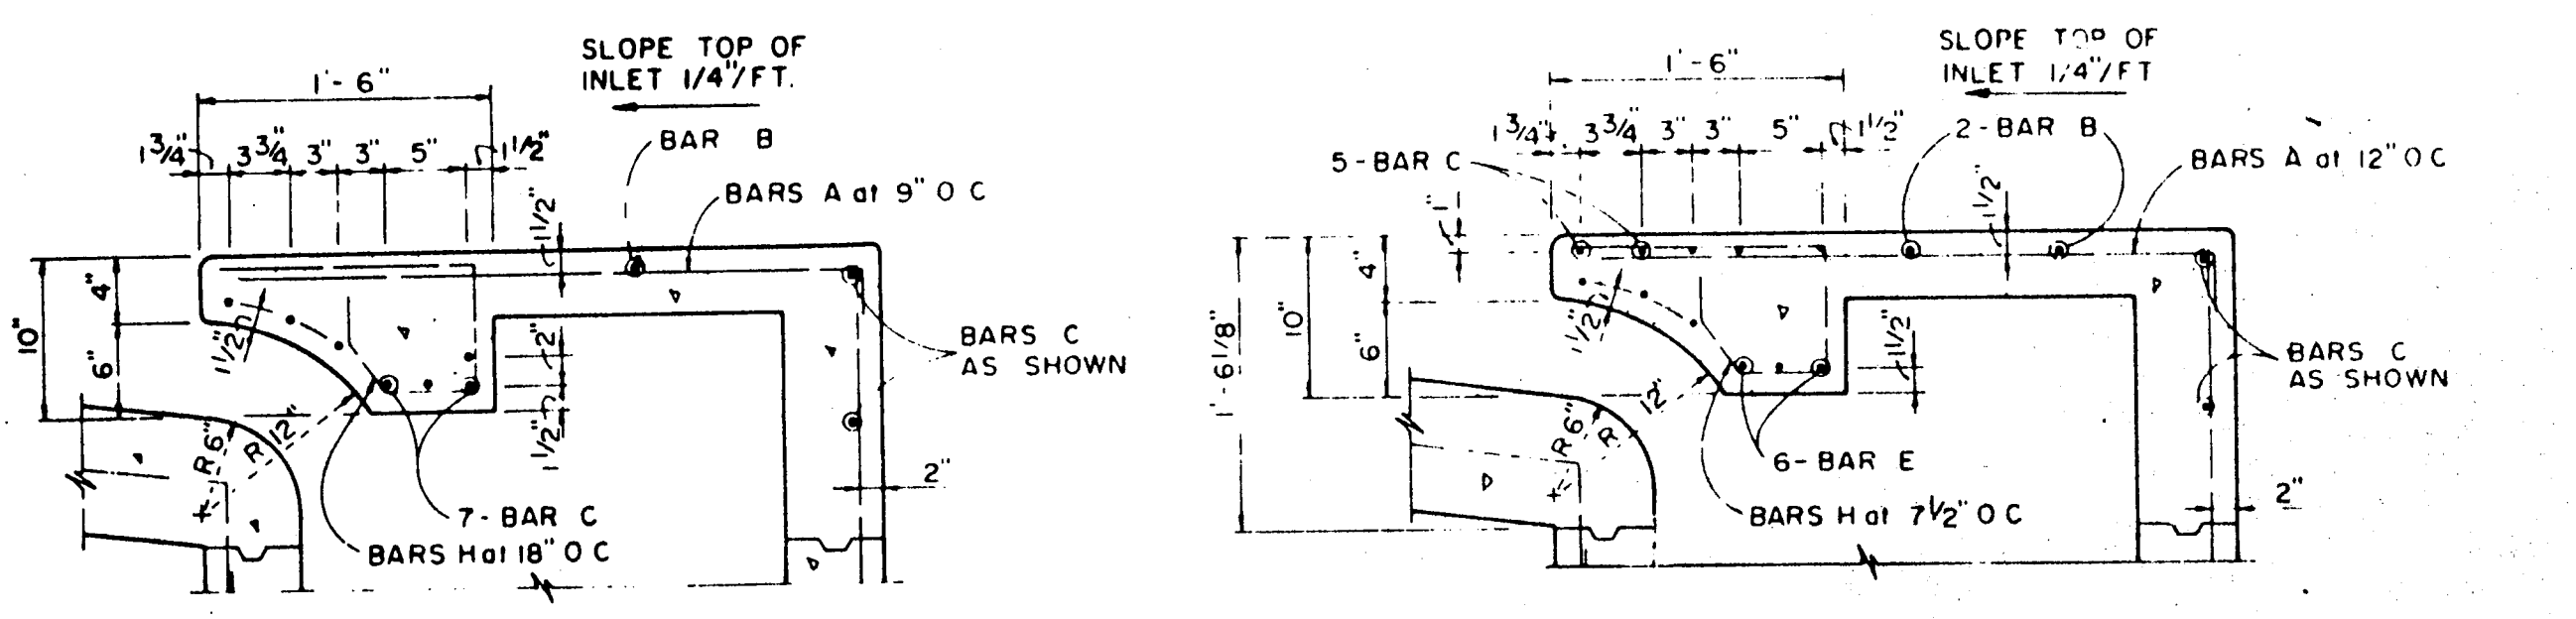 SLOPE TOP OF
INLET 1/4"/FT.
1'-6"
1 3/4" 3 3/4" 3" 3" 5" 1 1/2"
BAR B
BARS A at 9" O C
1 1/2"
4"
10"
6"
1 1/2"
2"
1 1/2"
BARS C
AS SHOWN
R 6"
R 12"
2"
7-BAR C
BARS H at 18" O C
SLOPE TOP OF
INLET 1/4"/FT
1'-6"
1 3/4" 3 3/4" 3" 3" 5" 1 1/2"
2-BAR B
5-BAR C
BARS A at 12" O C
1"
1 1/2"
4"
10"
6"
1'-6 1/8"
1 1/2"
1 1/2"
BARS C
AS SHOWN
R 6"
R 12"
6-BAR E
2"
BARS H at 7 1/2" O C